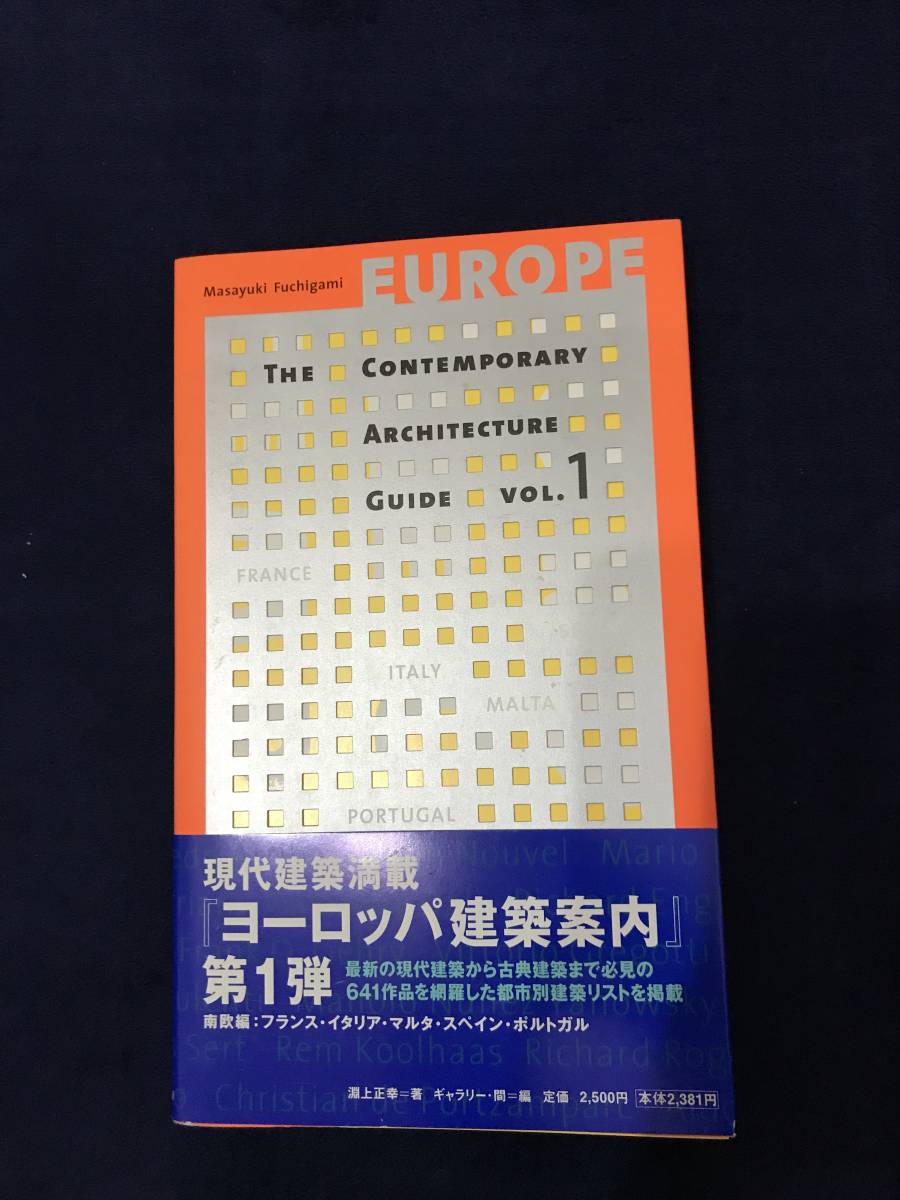 Masayuki Fuchigami
EUROPE
THE CONTEMPORARY
ARCHITECTURE
GUIDE VOL.1
FRANCE
ITALY
MALTA
PORTUGAL
Nouvel Mario
現代建築満載
『ヨーロッパ建築案内』
第1弾
最新の現代建築から古典建築まで必見の
641作品を網羅した都市別建築リストを掲載
南欧編：フランス・イタリア・マルタ・スペイン・ポルトガル
Sert Rem Koolhaas Richard Rog
Christian de Portzamparc
淵上正幸=著 ギャラリー・間=編 定価 2,500円 本体2,381円